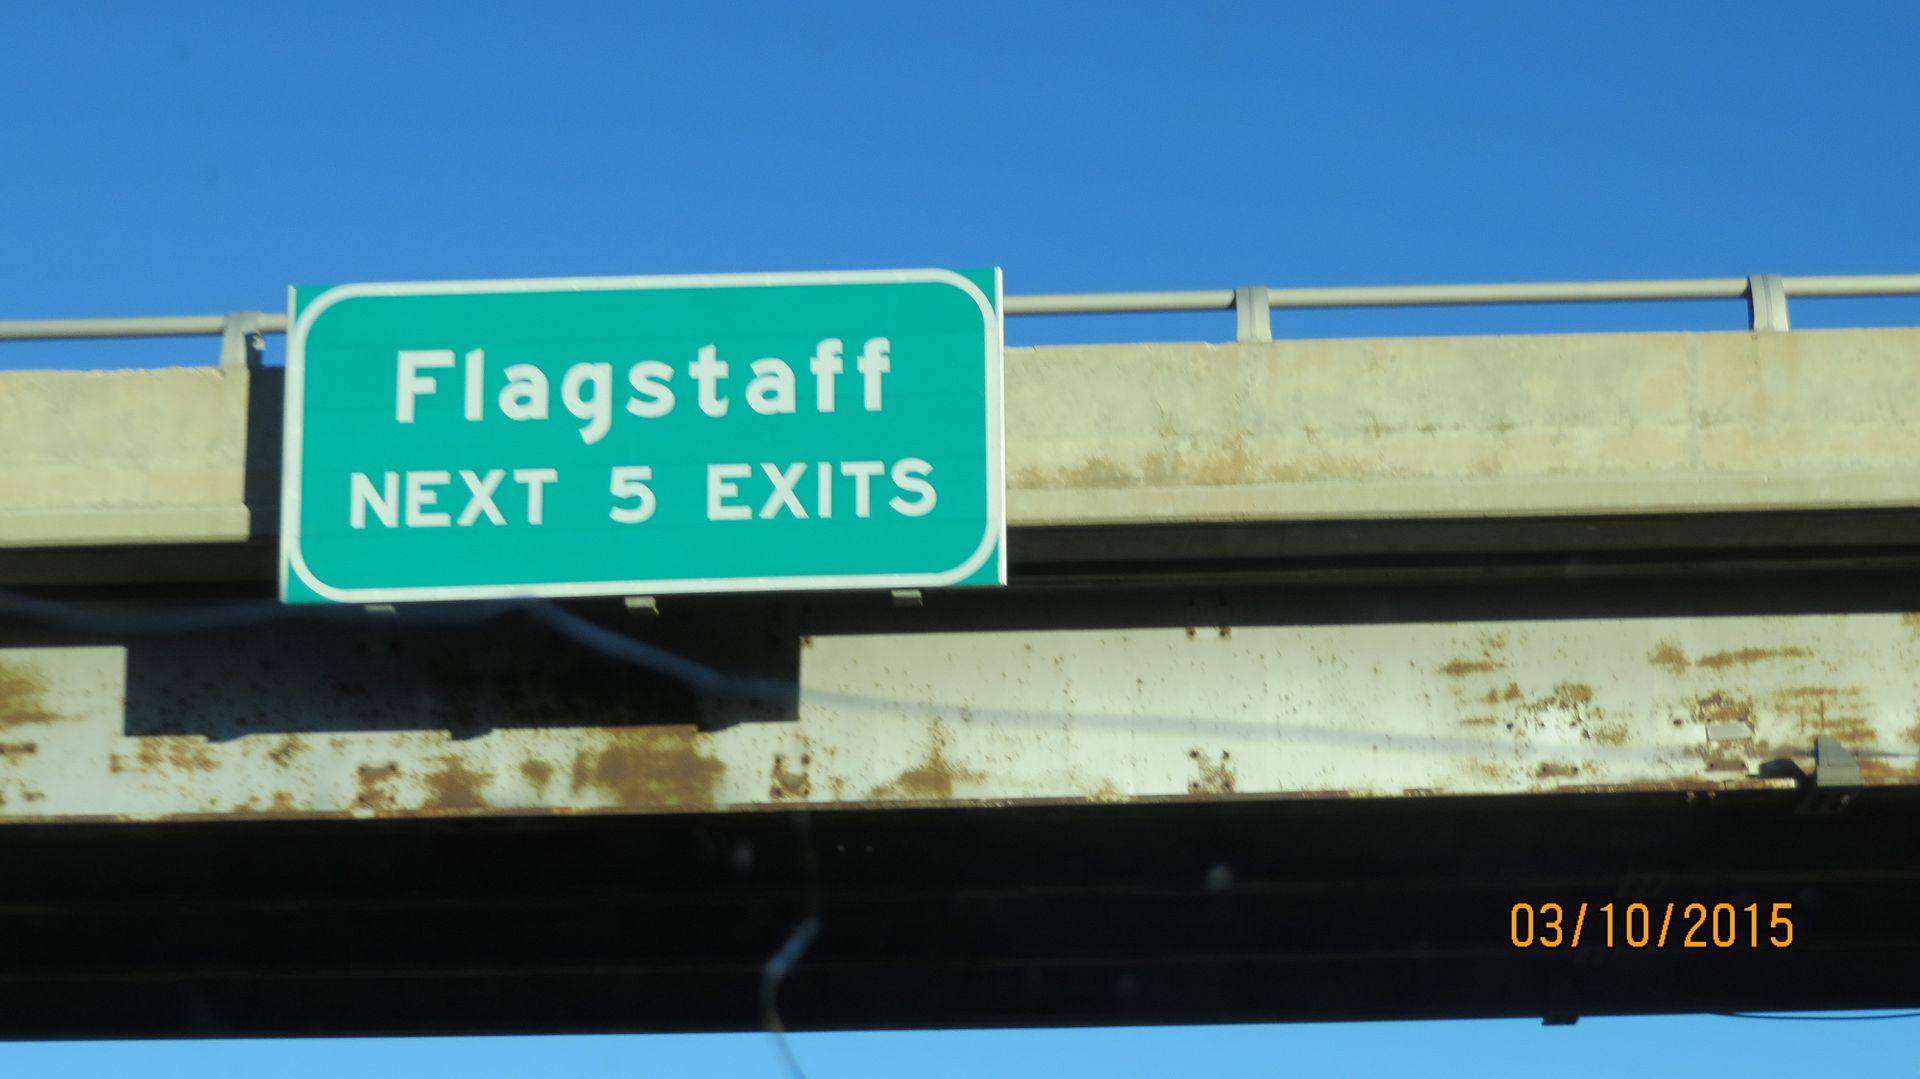 Flagstaff
NEXT 5 EXITS
03/10/2015